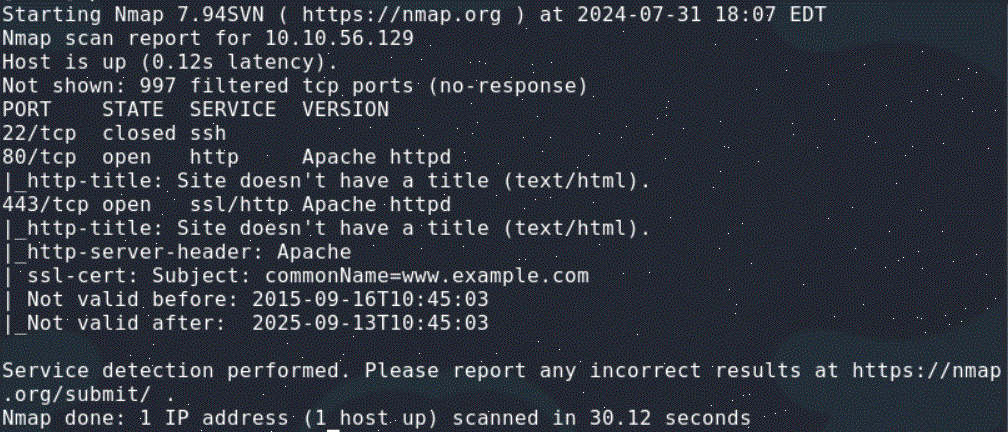 Starting Nmap 7.94SVN ( https://nmap.org ) at 2024-07-31 18:07 EDT
Nmap scan report for 10.10.56.129
Host is up (0.12s latency).
Not shown: 997 filtered tcp ports (no-response)
PORT    STATE  SERVICE  VERSION
22/tcp  closed ssh
80/tcp  open   http     Apache httpd
|_http-title: Site doesn't have a title (text/html).
443/tcp open   ssl/http Apache httpd
|_http-title: Site doesn't have a title (text/html).
|_http-server-header: Apache
| ssl-cert: Subject: commonName=www.example.com
| Not valid before: 2015-09-16T10:45:03
|_Not valid after:  2025-09-13T10:45:03
Service detection performed. Please report any incorrect results at https://nmap
.org/submit/ .
Nmap done: 1 IP address (1 host up) scanned in 30.12 seconds